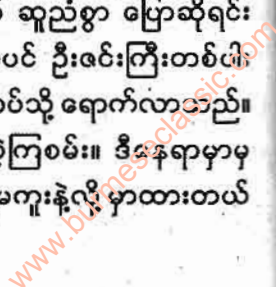 ဆူညံစွာ ပြောဆိုရင်း
ပင် ဦးဇင်းကြီးတစ်ပါး
ပ်သို့ ရောက်လာသည်။
ကြစမ်း။ ဒီနေရာမှာမှ
မကူးနဲ့လို့ မှာထားတယ်
www.burmeseclassic.com